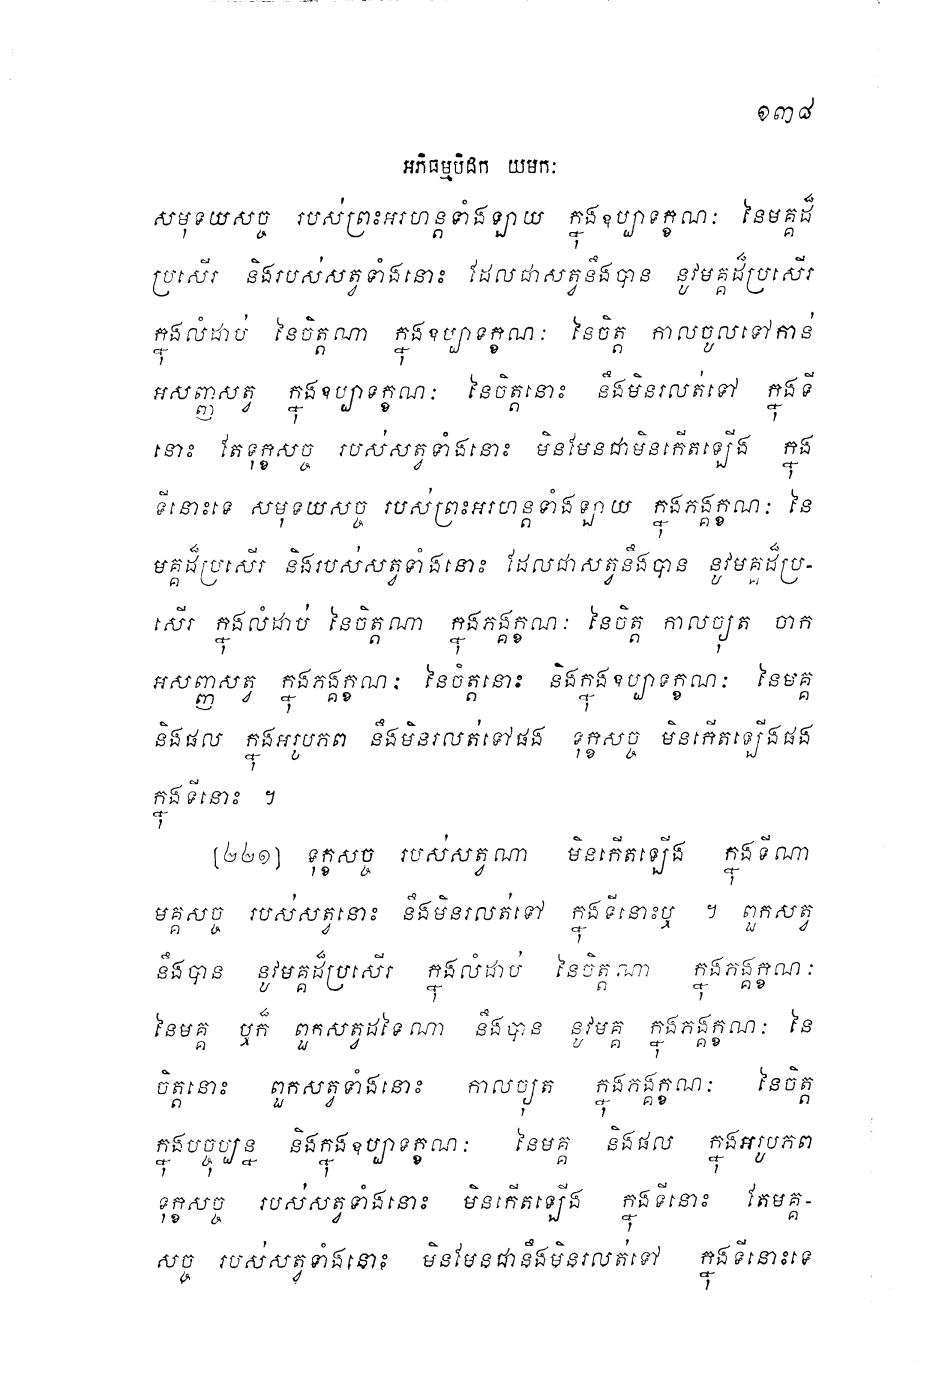 ១៣៨
អភិធម្មបិដក យមកៈ
សមុទយសច្ច របស់ព្រះអរហន្តទាំងឡាយ ក្នុងឧប្បាទក្ខណៈ នៃមគ្គដ៏
ប្រសើរ និងរបស់សត្វទាំងនោះ ដែលជាសត្វនឹងបាន នូវមគ្គដ៏ប្រសើរ
ក្នុងលំដាប់ នៃចិត្តណា ក្នុងឧប្បាទក្ខណៈ នៃចិត្ត កាលចូលទៅកាន់
អសញ្ញសត្វ ក្នុងឧប្បាទក្ខណៈ នៃចិត្តនោះ នឹងមិនរលត់ទៅ ក្នុងទី
នោះ តែទុក្ខសច្ច របស់សត្វទាំងនោះ មិនមែនជាមិនកើតឡើង ក្នុង
ទីនោះទេ សមុទយសច្ច របស់ព្រះអរហន្តទាំងឡាយ ក្នុងភង្គក្ខណៈ នៃ
មគ្គដ៏ប្រសើរ និងរបស់សត្វទាំងនោះ ដែលជាសត្វនឹងបាន នូវមគ្គដ៏ប្រ-
សើរ ក្នុងលំដាប់ នៃចិត្តណា ក្នុងភង្គក្ខណៈ នៃចិត្ត កាលច្យុត ចាក
អសញ្ញសត្វ ក្នុងភង្គក្ខណៈ នៃចិត្តនោះ និងក្នុងឧប្បាទក្ខណៈ នៃមគ្គ
និងផល ក្នុងអរូបភព នឹងមិនរលត់ទៅផង ទុក្ខសច្ច មិនកើតឡើងផង
ក្នុងទីនោះ ។
(២២១) ទុក្ខសច្ច របស់សត្វណា មិនកើតឡើង ក្នុងទីណា
មគ្គសច្ច របស់សត្វនោះ នឹងមិនរលត់ទៅ ក្នុងទីនោះឬ ។ ពួកសត្វ
នឹងបាន នូវមគ្គដ៏ប្រសើរ ក្នុងលំដាប់ នៃចិត្តណា ក្នុងភង្គក្ខណៈ
នៃមគ្គ ឬក៏ ពួកសត្វដទៃណា នឹងបាន នូវមគ្គ ក្នុងភង្គក្ខណៈ នៃ
ចិត្តនោះ ពួកសត្វទាំងនោះ កាលច្យុត ក្នុងភង្គក្ខណៈ នៃចិត្ត
ក្នុងបច្ចុប្បន្ន និងក្នុងឧប្បាទក្ខណៈ នៃមគ្គ និងផល ក្នុងអរូបភព
ទុក្ខសច្ច របស់សត្វទាំងនោះ មិនកើតឡើង ក្នុងទីនោះ តែមគ្គ-
សច្ច របស់សត្វទាំងនោះ មិនមែនជានឹងមិនរលត់ទៅ ក្នុងទីនោះទេ